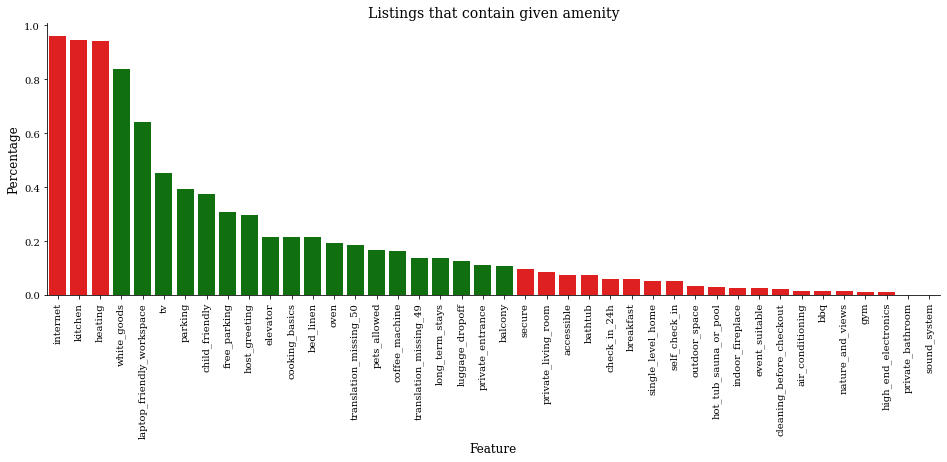 Listings that contain given amenity
Percentage
1.0
0.8
0.6
0.4
0.2
0.0
internet
kitchen
heating
white_goods
laptop_friendly_workspace
tv
parking
child_friendly
free_parking
host_greeting
elevator
cooking_basics
bed_linen
oven
translation_missing_50
pets_allowed
coffee_machine
translation_missing_49
long_term_stays
luggage_dropoff
private_entrance
balcony
secure
private_living_room
accessible
bathtub
check_in_24h
breakfast
single_level_home
self_check_in
outdoor_space
hot_tub_sauna_or_pool
indoor_fireplace
event_suitable
cleaning_before_checkout
air_conditioning
bbq
nature_and_views
gym
high_end_electronics
private_bathroom
sound_system
Feature